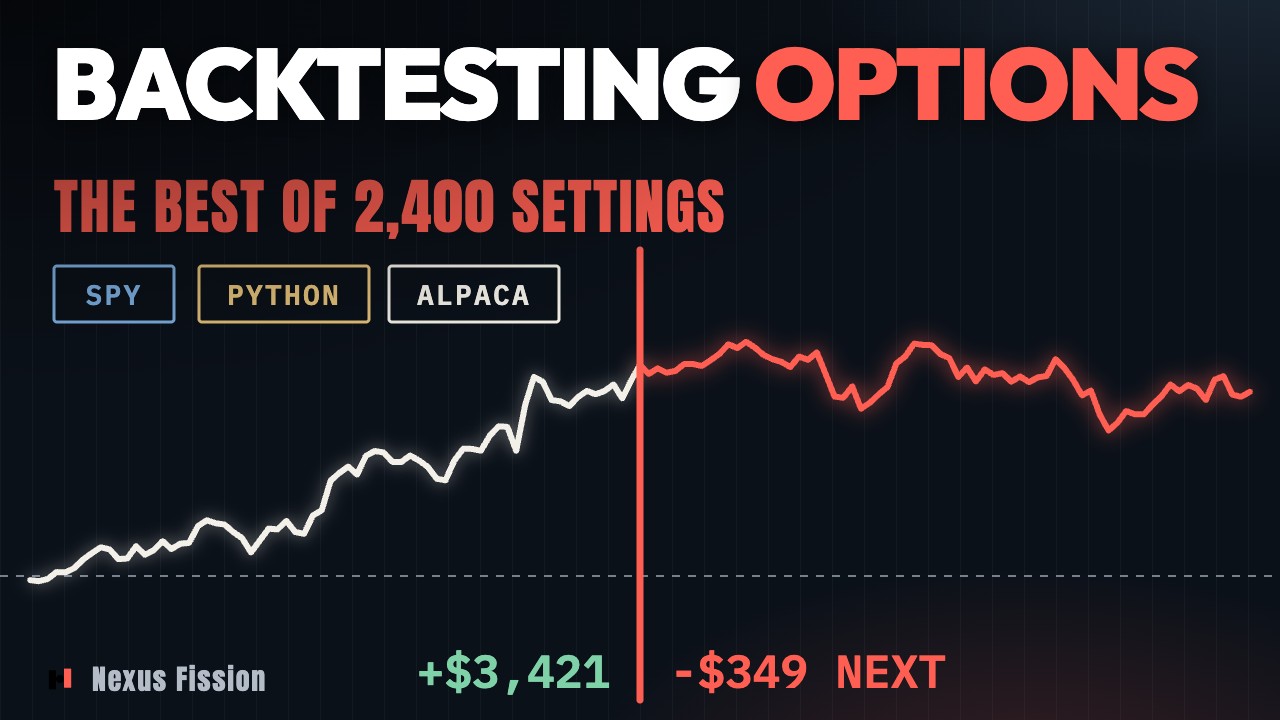 BACKTESTING OPTIONS
THE BEST OF 2,400 SETTINGS
SPY PYTHON ALPACA
Nexus Fission +$3,421 -$349 NEXT